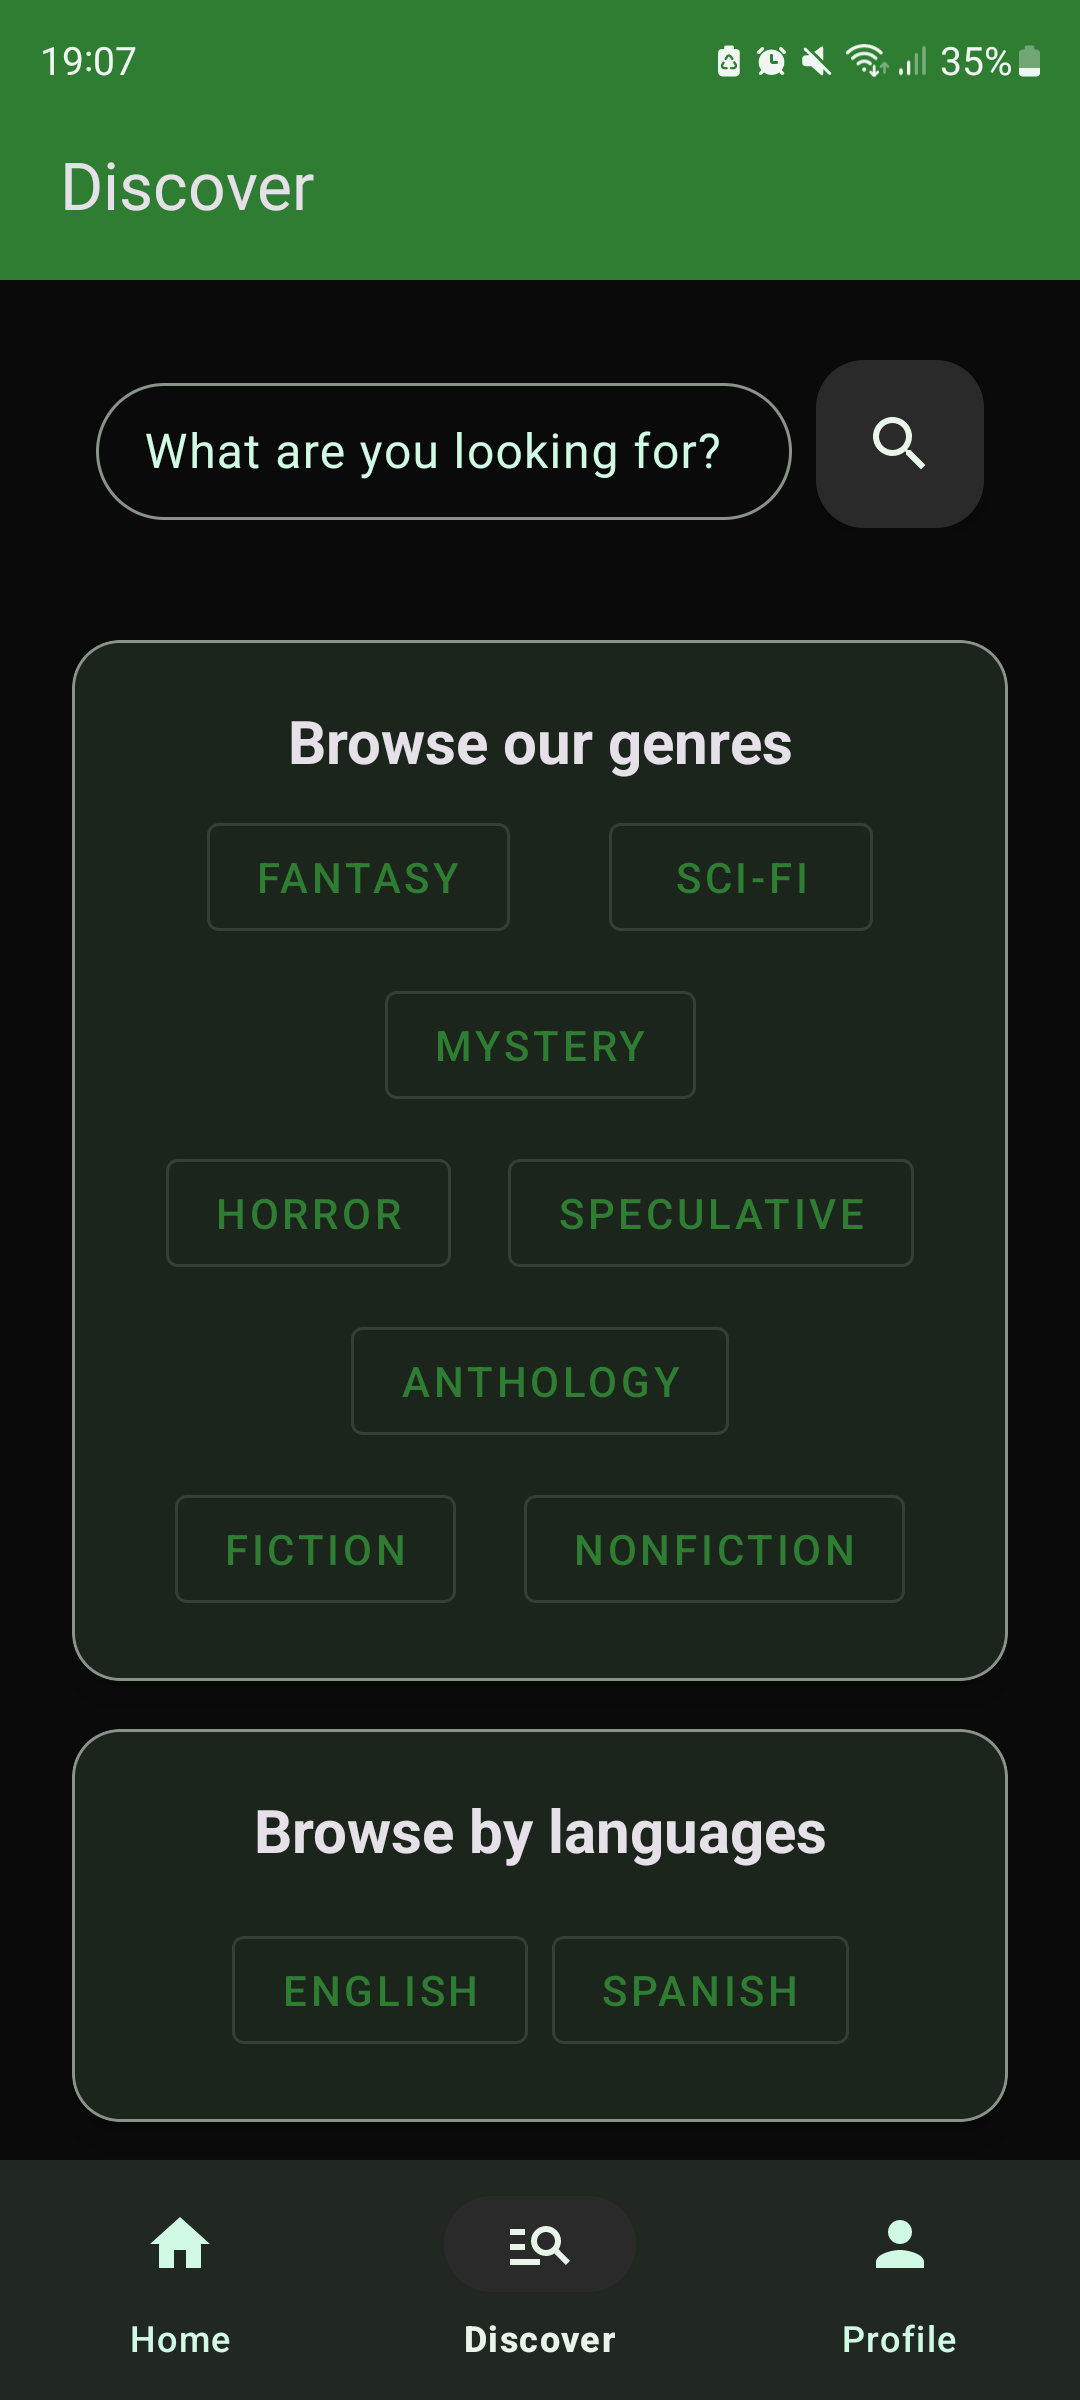 19:07 35%
Discover
What are you looking for?
Browse our genres
FANTASY SCI-FI
MYSTERY
HORROR SPECULATIVE
ANTHOLOGY
FICTION NONFICTION
Browse by languages
ENGLISH SPANISH
Home Discover Profile